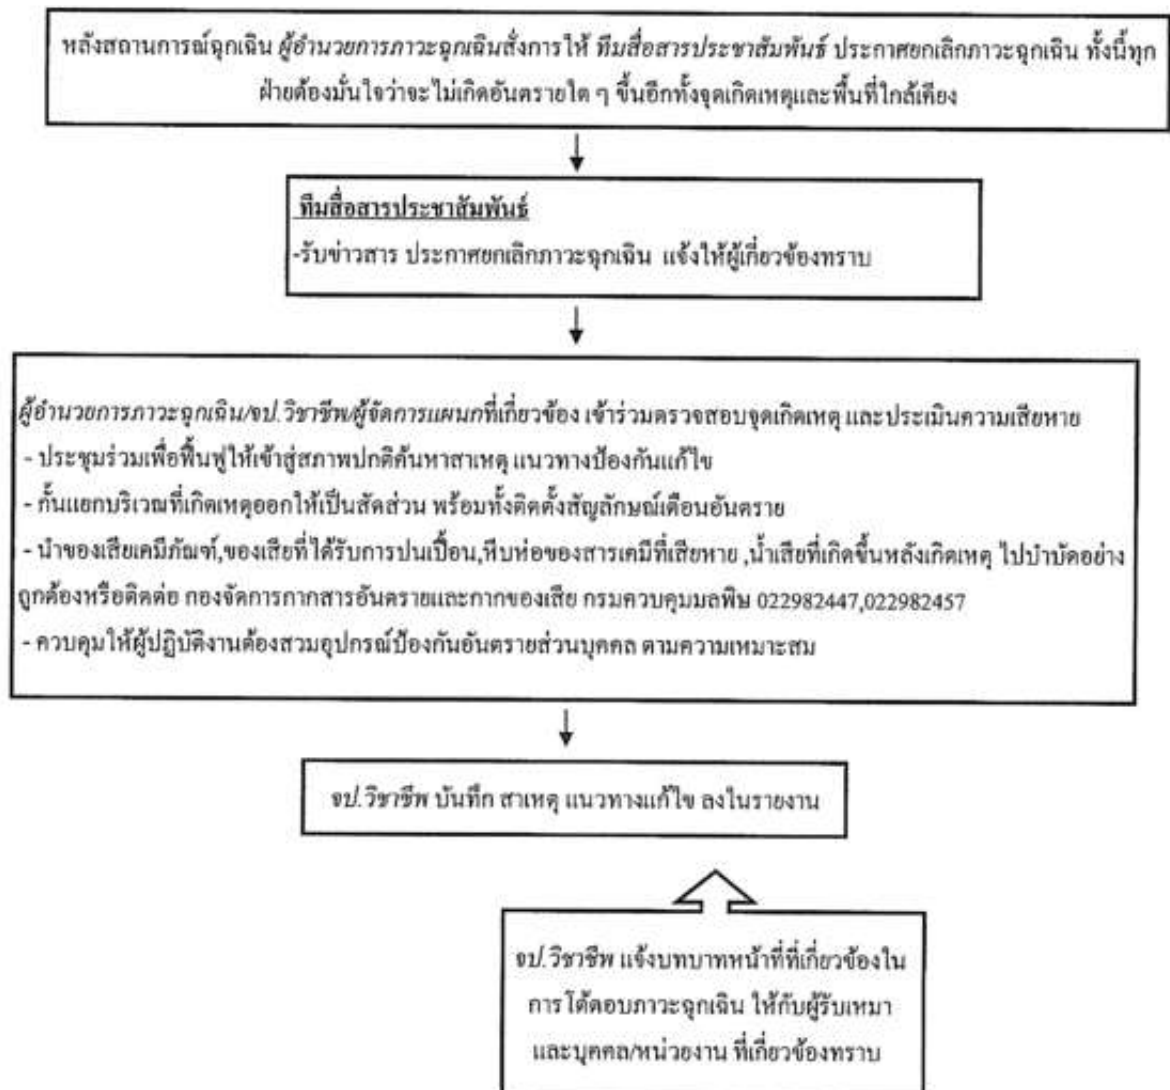 หลังสถานการณ์ฉุกเฉิน ผู้อำนวยการภาวะฉุกเฉินสั่งการให้ ทีมสื่อสารประชาสัมพันธ์ ประกาศยกเลิกภาวะฉุกเฉิน ทั้งนี้ทุก
ฝ่ายต้องมั่นใจว่าจะไม่เกิดอันตรายใด ๆ ขึ้นอีกทั้งจุดเกิดเหตุและพื้นที่ใกล้เคียง
ทีมสื่อสารประชาสัมพันธ์
-รับข่าวสาร ประกาศยกเลิกภาวะฉุกเฉิน แจ้งให้ผู้เกี่ยวข้องทราบ
ผู้อำนวยการภาวะฉุกเฉิน/จป.วิชาชีพ/ผู้จัดการแผนกที่เกี่ยวข้อง เข้าร่วมตรวจสอบจุดเกิดเหตุ และประเมินความเสียหาย
- ประชุมร่วมเพื่อฟื้นฟูให้เข้าสู่สภาพปกติค้นหาสาเหตุ แนวทางป้องกันแก้ไข
- กั้นแยกบริเวณที่เกิดเหตุออกให้เป็นสัดส่วน พร้อมทั้งติดตั้งสัญลักษณ์เตือนอันตราย
- นำของเสียเคมีภัณฑ์,ของเสียที่ได้รับการปนเปื้อน,หีบห่อของสารเคมีที่เสียหาย ,น้ำเสียที่เกิดขึ้นหลังเกิดเหตุ ไปบำบัดอย่าง
ถูกต้องหรือติดต่อ กองจัดการกากสารอันตรายและกากของเสีย กรมควบคุมมลพิษ 022982447,022982457
- ควบคุมให้ผู้ปฏิบัติงานต้องสวมอุปกรณ์ป้องกันอันตรายส่วนบุคคล ตามความเหมาะสม
จป.วิชาชีพ บันทึก สาเหตุ แนวทางแก้ไข ลงในรายงาน
จป.วิชาชีพ แจ้งบทบาทหน้าที่ที่เกี่ยวข้องใน
การโต้ตอบภาวะฉุกเฉิน ให้กับผู้รับเหมา
และบุคคล/หน่วยงาน ที่เกี่ยวข้องทราบ